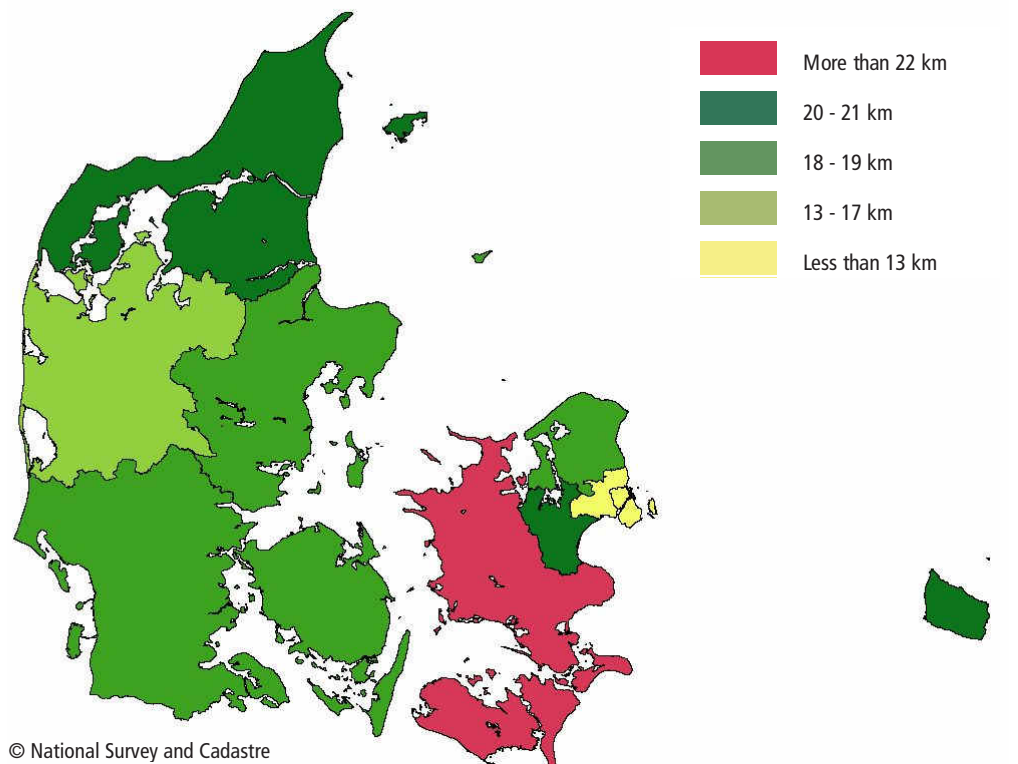 More than 22 km
20 - 21 km
18 - 19 km
13 - 17 km
Less than 13 km
© National Survey and Cadastre